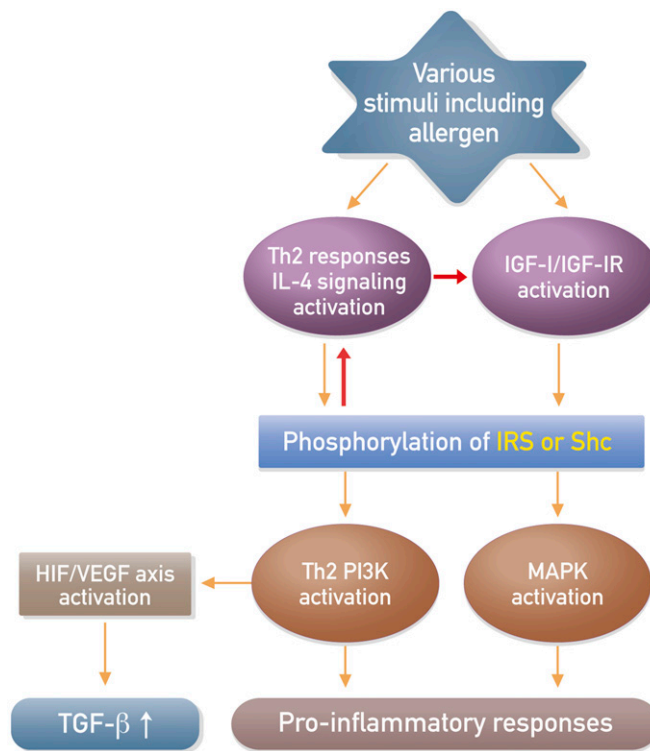 Various
stimuli including
allergen
Th2 responses
IL-4 signaling
activation
IGF-I/IGF-IR
activation
Phosphorylation of IRS or Shc
HIF/VEGF axis
activation
Th2 PI3K
activation
MAPK
activation
TGF-β ↑
Pro-inflammatory responses